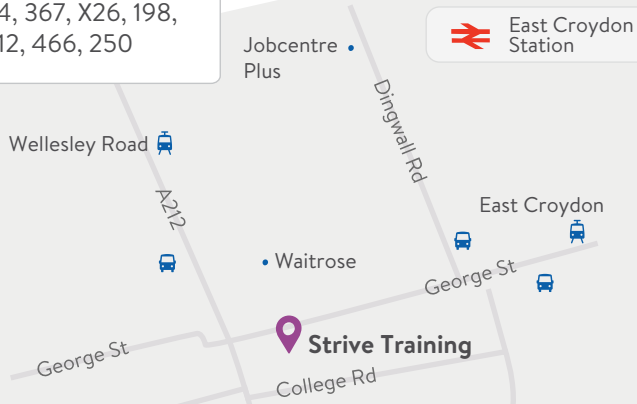 4, 367, X26, 198,
12, 466, 250
East Croydon
Station
Jobcentre
Plus
Dingwall Rd
Wellesley Road
A212
East Croydon
Waitrose
George St
Strive Training
George St
College Rd